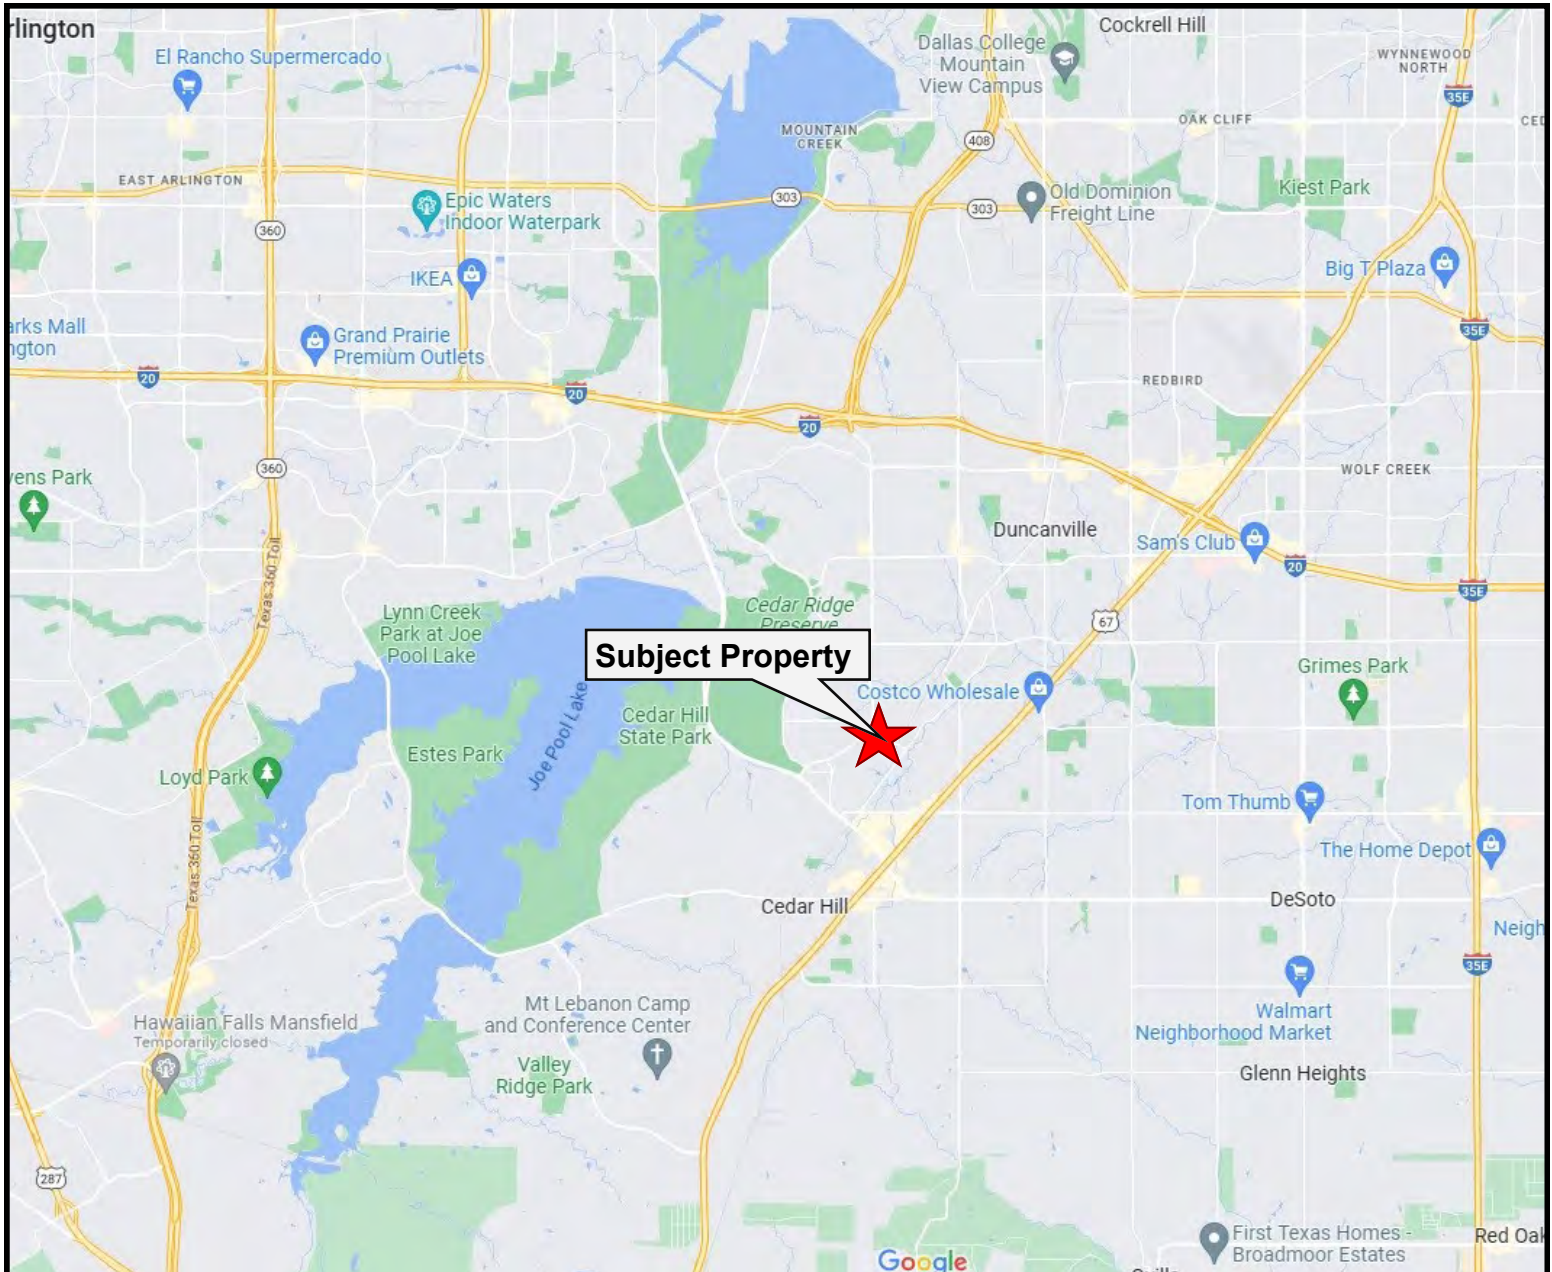 rlington
Cockrell Hill
El Rancho Supermercado
Dallas College
Mountain
View Campus
WYNNEWOOD
NORTH
35E
OAK CLIFF
CED
MOUNTAIN
CREEK
408
EAST ARLINGTON
Kiest Park
303
303
Old Dominion
Freight Line
Epic Waters
Indoor Waterpark
360
IKEA
Big T Plaza
arks Mall
ngton
Grand Prairie
Premium Outlets
35E
20
20
20
REDBIRD
360
WOLF CREEK
vens Park
Duncanville
Sam's Club
20
35E
Texas 360 Toll
Lynn Creek
Park at Joe
Pool Lake
Cedar Ridge
Preserve
67
Subject Property
Grimes Park
Costco Wholesale
Joe Pool Lake
Cedar Hill
State Park
Estes Park
Loyd Park
Tom Thumb
Texas 360 Toll
The Home Depot
Cedar Hill
DeSoto
Neigh
35E
Mt Lebanon Camp
and Conference Center
Walmart
Neighborhood Market
Hawaiian Falls Mansfield
Temporarily closed
Valley
Ridge Park
Glenn Heights
287
First Texas Homes -
Broadmoor Estates
Red Oak
Google